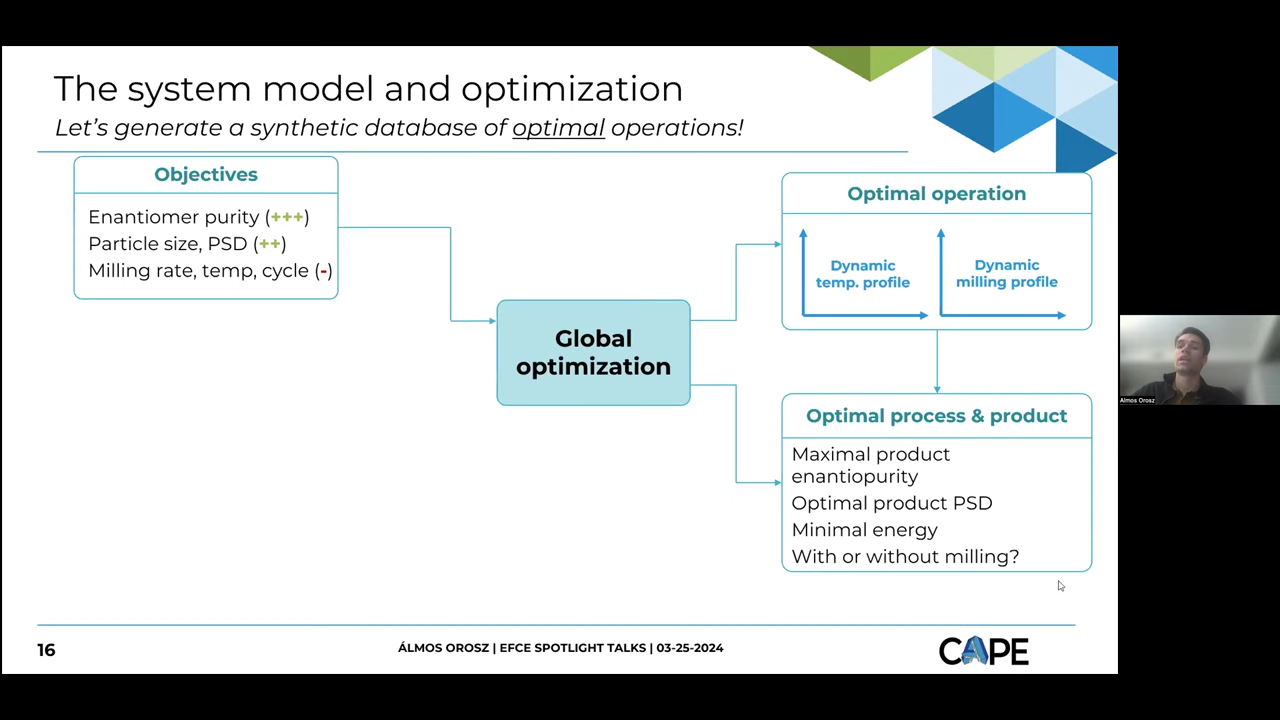 The system model and optimization
Let's generate a synthetic database of optimal operations!
Objectives
Enantiomer purity (+++)
Particle size, PSD (++)
Milling rate, temp, cycle (-)
Global
optimization
Optimal operation
Dynamic
temp. profile
Dynamic
milling profile
Optimal process & product
Maximal product
enantiopurity
Optimal product PSD
Minimal energy
With or without milling?
Álmos Orosz
16
ÁLMOS OROSZ | EFCE SPOTLIGHT TALKS | 03-25-2024
CAPE